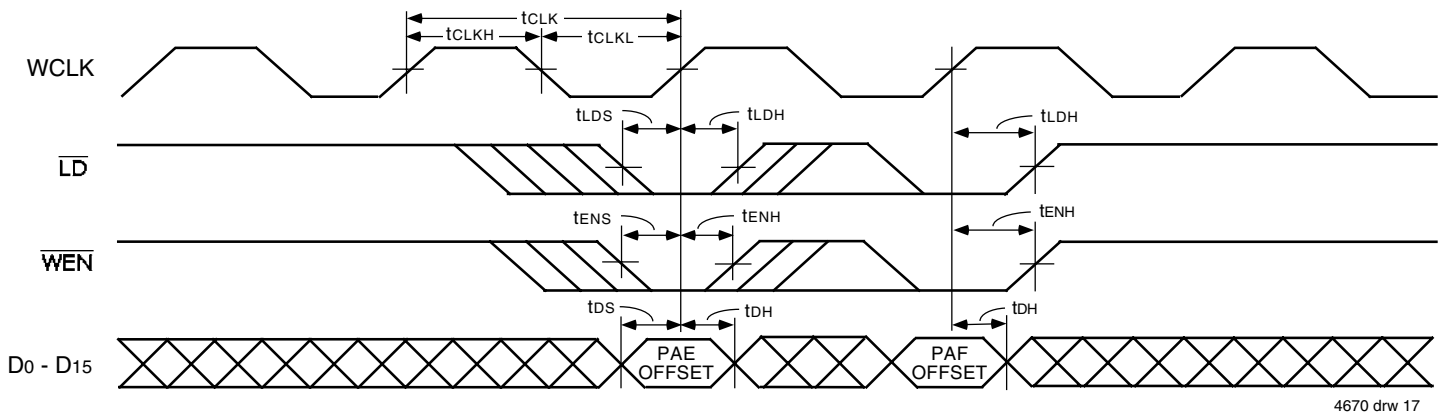 tCLK
tCLKH
tCLKL
WCLK
tLDS
tLDH
tLDH
LD
tENS
tENH
tENH
WEN
tDS
tDH
tDH
D0 - D15
PAE
OFFSET
PAF
OFFSET
4670 drw 17